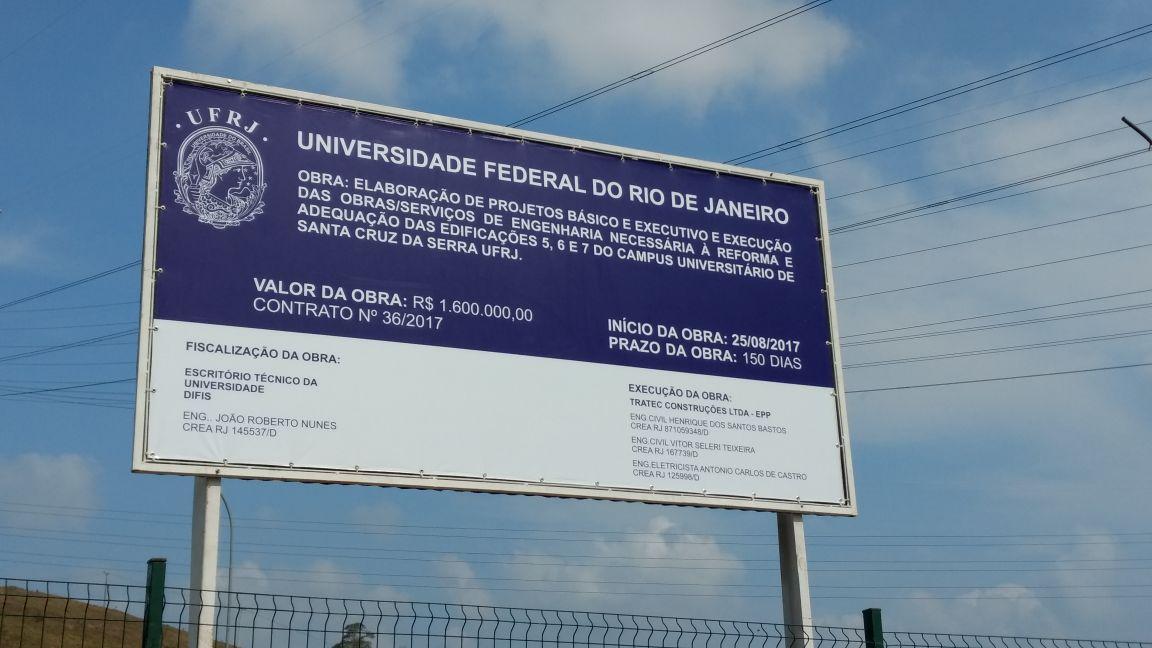 · UFRJ ·
UNIVERSIDADE FEDERAL DO RIO DE JANEIRO
OBRA: ELABORAÇÃO DE PROJETOS BÁSICO E EXECUTIVO E EXECUÇÃO
DAS OBRAS/SERVIÇOS DE ENGENHARIA NECESSÁRIA À REFORMA E
ADEQUAÇÃO DAS EDIFICAÇÕES 5, 6 E 7 DO CAMPUS UNIVERSITÁRIO DE
SANTA CRUZ DA SERRA UFRJ.
VALOR DA OBRA: R$ 1.600.000,00
CONTRATO Nº 36/2017
INÍCIO DA OBRA: 25/08/2017
PRAZO DA OBRA: 150 DIAS
FISCALIZAÇÃO DA OBRA:
ESCRITÓRIO TÉCNICO DA
UNIVERSIDADE
DIFIS
ENG.. JOÃO ROBERTO NUNES
CREA RJ 145537/D
EXECUÇÃO DA OBRA:
TRATEC CONSTRUÇÕES LTDA - EPP
ENG.CIVIL HENRIQUE DOS SANTOS BASTOS
CREA RJ 871059348/D
ENG.CIVIL VITOR SELERI TEIXEIRA
CREA RJ 167739/D
ENG.ELETRICISTA ANTONIO CARLOS DE CASTRO
CREA RJ 125998/D